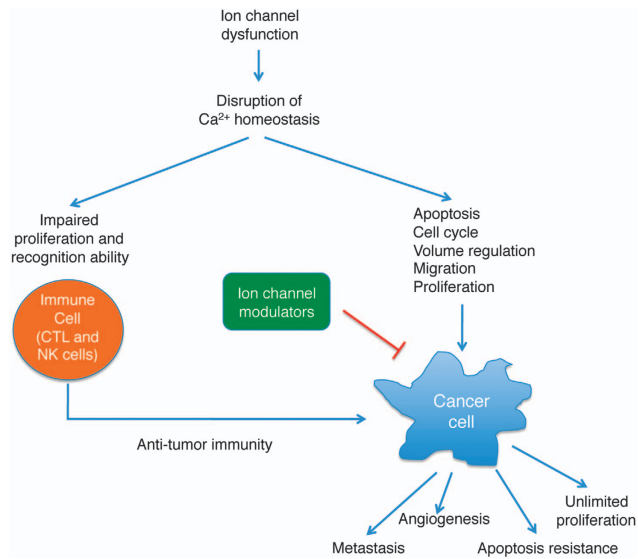 Ion channel
dysfunction
Disruption of
Ca²⁺ homeostasis
Impaired
proliferation and
recognition ability
Apoptosis
Cell cycle
Volume regulation
Migration
Proliferation
Immune
Cell
(CTL and
NK cells)
Ion channel
modulators
Cancer
cell
Anti-tumor immunity
Unlimited
proliferation
Angiogenesis
Metastasis
Apoptosis resistance